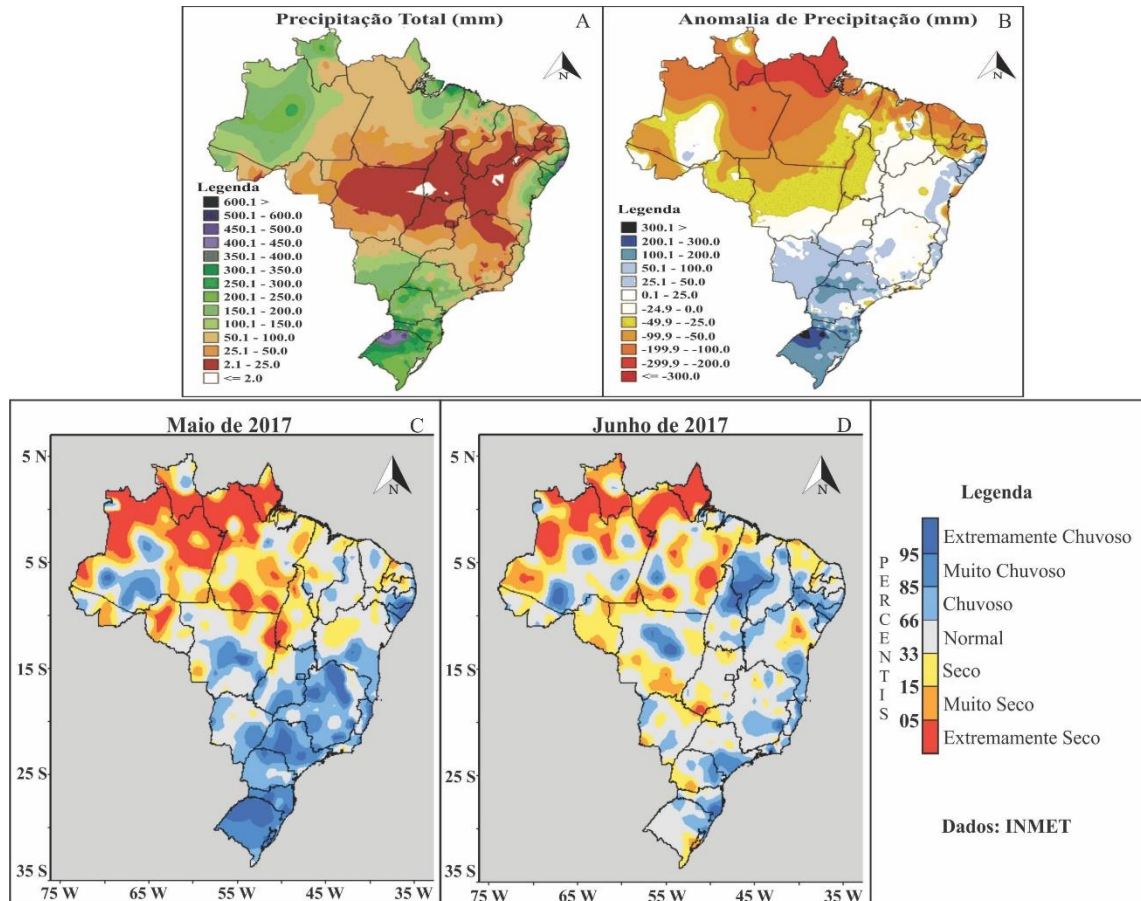 Precipitação Total (mm)
A
N
Legenda
600.1 >
500.1 - 600.0
450.1 - 500.0
400.1 - 450.0
350.1 - 400.0
300.1 - 350.0
250.1 - 300.0
200.1 - 250.0
150.1 - 200.0
100.1 - 150.0
50.1 - 100.0
25.1 - 50.0
2.1 - 25.0
<= 2.0
Anomalia de Precipitação (mm)
B
N
Legenda
300.1 >
200.1 - 300.0
100.1 - 200.0
50.1 - 100.0
25.1 - 50.0
0.1 - 25.0
-24.9 - 0.0
-49.9 - -25.0
-99.9 - -50.0
-199.9 - -100.0
-299.9 - -200.0
<= -300.0
Maio de 2017
C
N
5 N
5 S
15 S
25 S
35 S
75 W 65 W 55 W 45 W 35 W
Junho de 2017
D
N
5 N
5 S
15 S
25 S
35 S
75 W 65 W 55 W 45 W 35 W
Legenda
PERCENTIS
Extremamente Chuvoso
95
Muito Chuvoso
85
Chuvoso
66
Normal
33
Seco
15
Muito Seco
05
Extremamente Seco
Dados: INMET